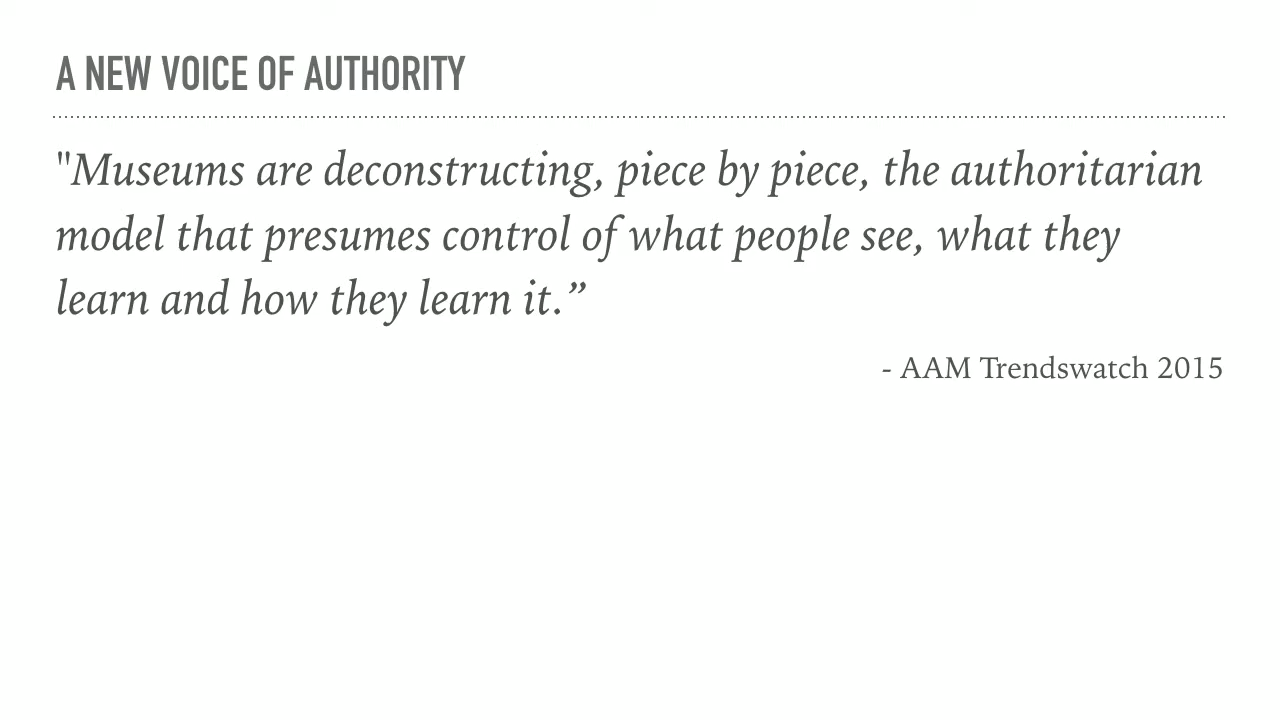 A NEW VOICE OF AUTHORITY
"Museums are deconstructing, piece by piece, the authoritarian
model that presumes control of what people see, what they
learn and how they learn it.”
- AAM Trendswatch 2015